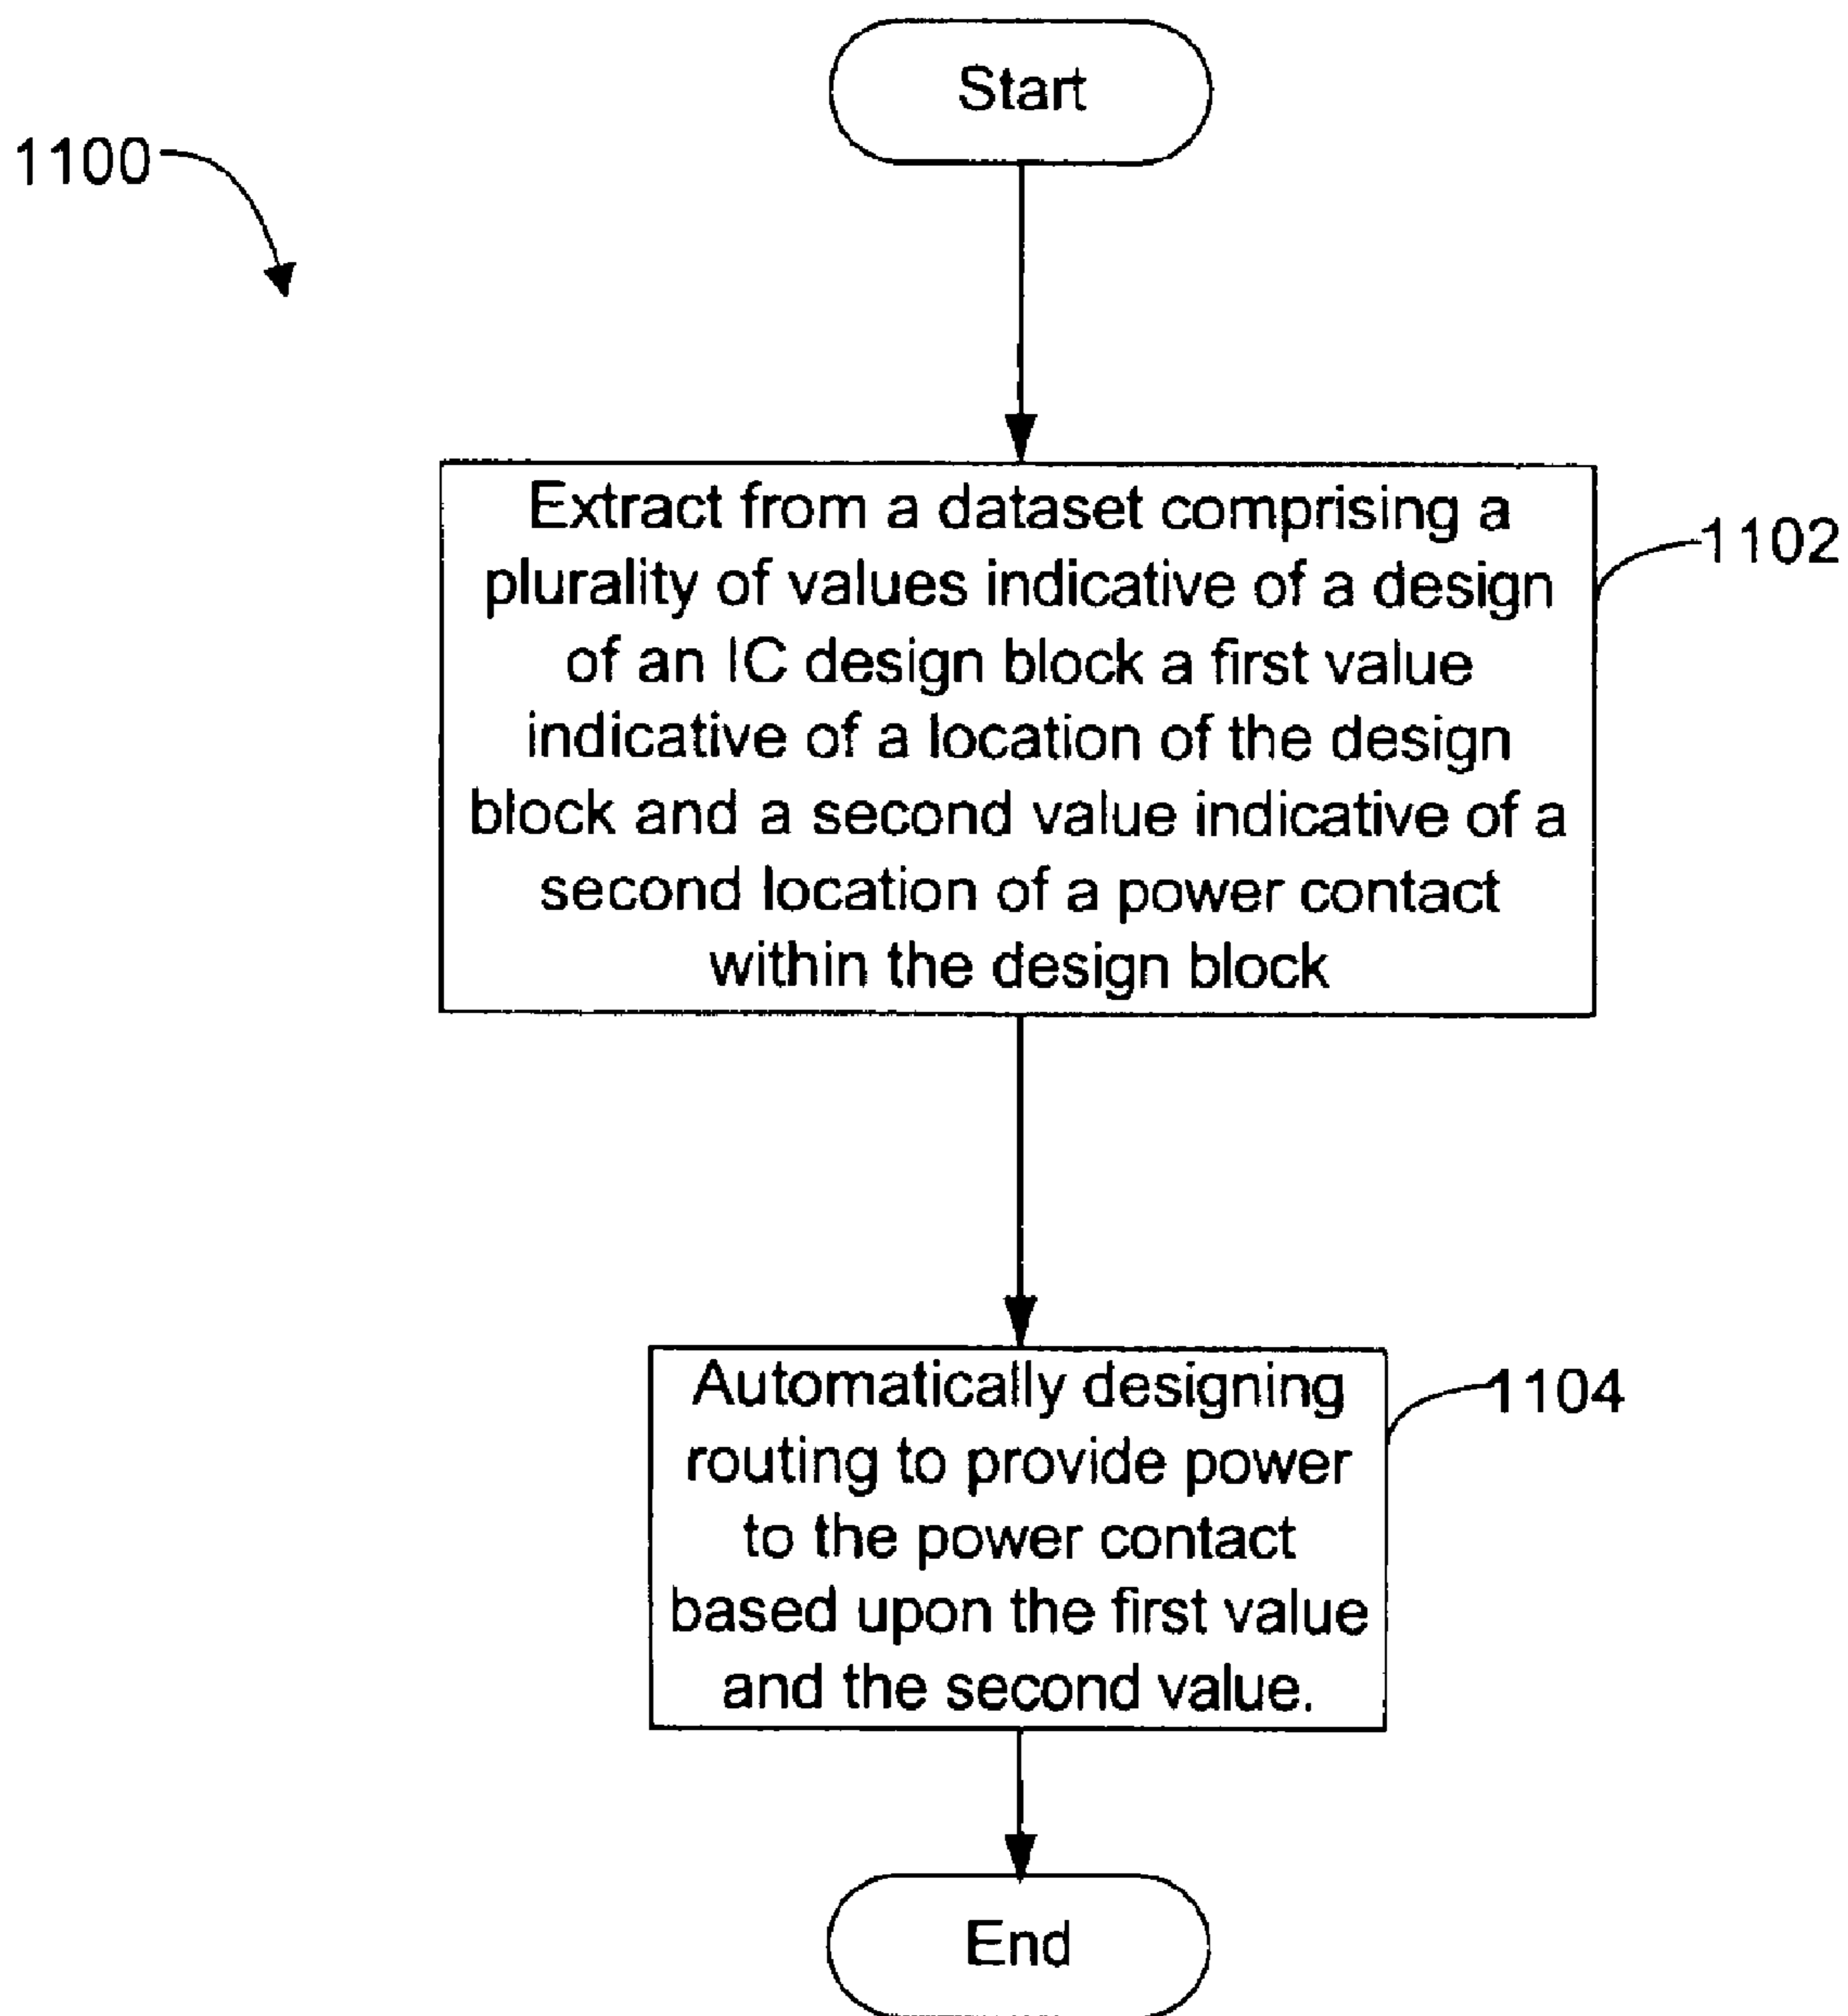 Start
1100
Extract from a dataset comprising a
plurality of values indicative of a design
of an IC design block a first value
indicative of a location of the design
block and a second value indicative of a
second location of a power contact
within the design block
1102
Automatically designing
routing to provide power
to the power contact
based upon the first value
and the second value.
1104
End